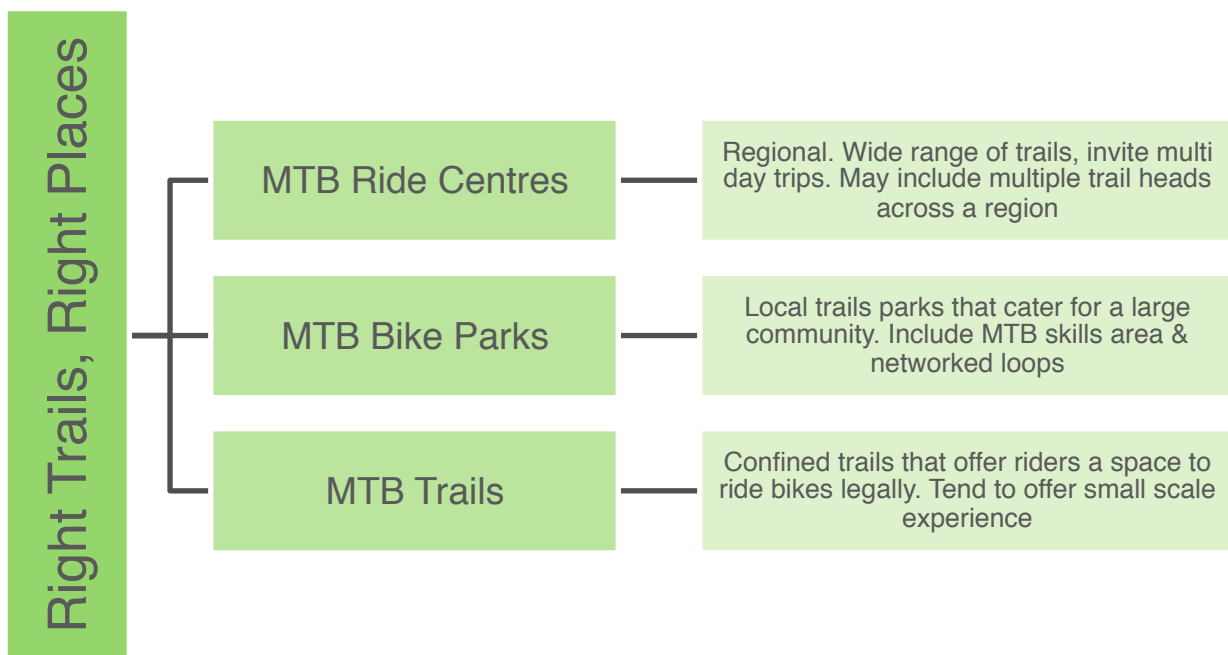 Right Trails, Right Places
MTB Ride Centres
Regional. Wide range of trails, invite multi
day trips. May include multiple trail heads
across a region
MTB Bike Parks
Local trails parks that cater for a large
community. Include MTB skills area &
networked loops
MTB Trails
Confined trails that offer riders a space to
ride bikes legally. Tend to offer small scale
experience